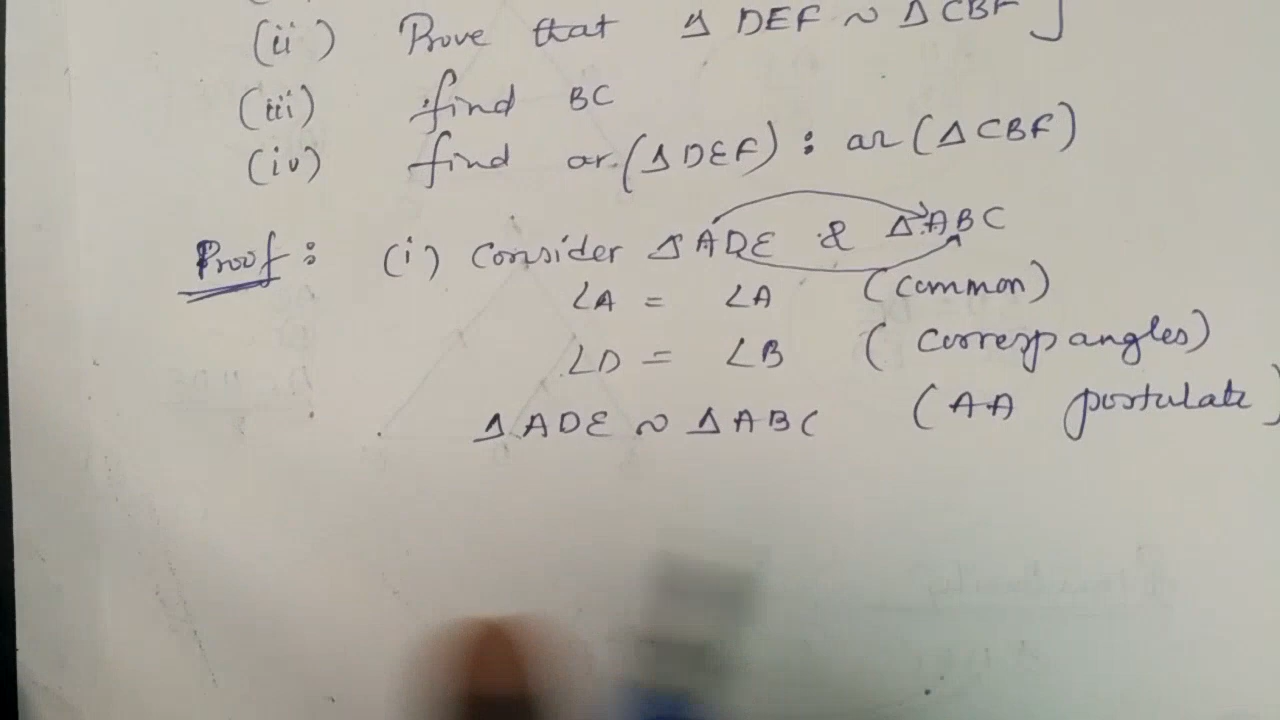 (ii) Prove that Δ DEF ~ Δ CBF ]
(iii) find BC
(iv) find ar.(Δ DEF) : ar (Δ CBF)
Proof : (i) Consider Δ ADE & Δ ABC
∠A = ∠A (common)
∠D = ∠B (corresp angles)
Δ ADE ~ Δ ABC (AA postulate)